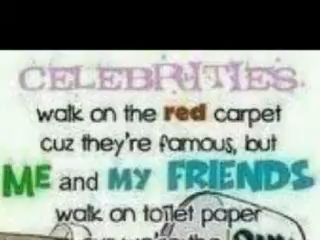 CELEBRITIES
walk on the red carpet
cuz they're famous, but
ME and MY FRIENDS
walk on toilet paper